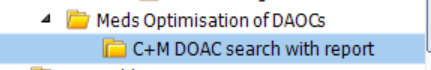 Meds Optimisation of DAOCs
C+M DOAC search with report